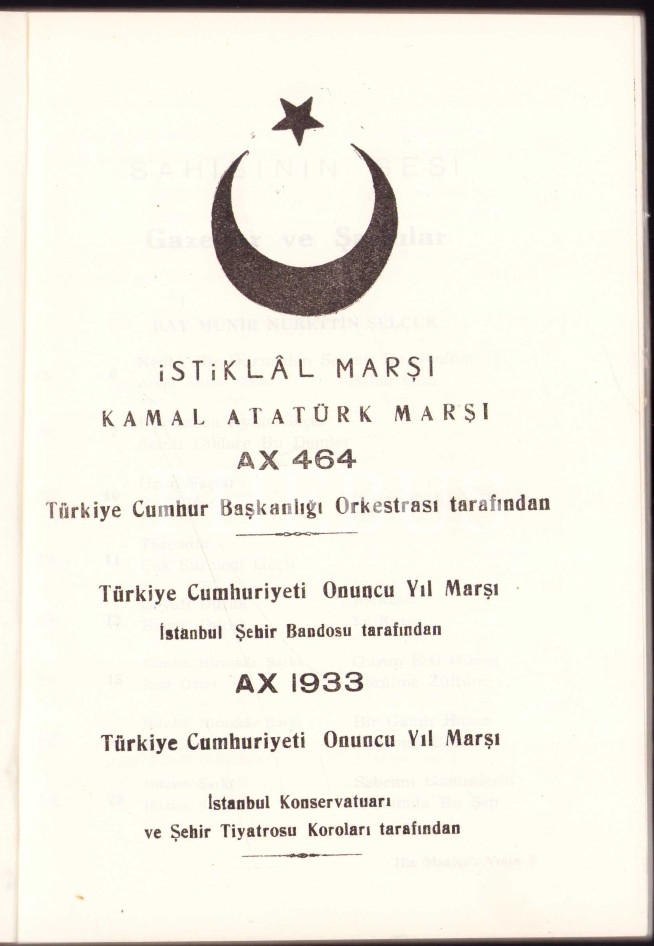 İSTİKLÂL MARŞI
KAMAL ATATÜRK MARŞI
AX 464
Türkiye Cumhur Başkanlığı Orkestrası tarafından
Türkiye Cumhuriyeti Onuncu Yıl Marşı
İstanbul Şehir Bandosu tarafından
AX 1933
Türkiye Cumhuriyeti Onuncu Yıl Marşı
İstanbul Konservatuarı
ve Şehir Tiyatrosu Koroları tarafından